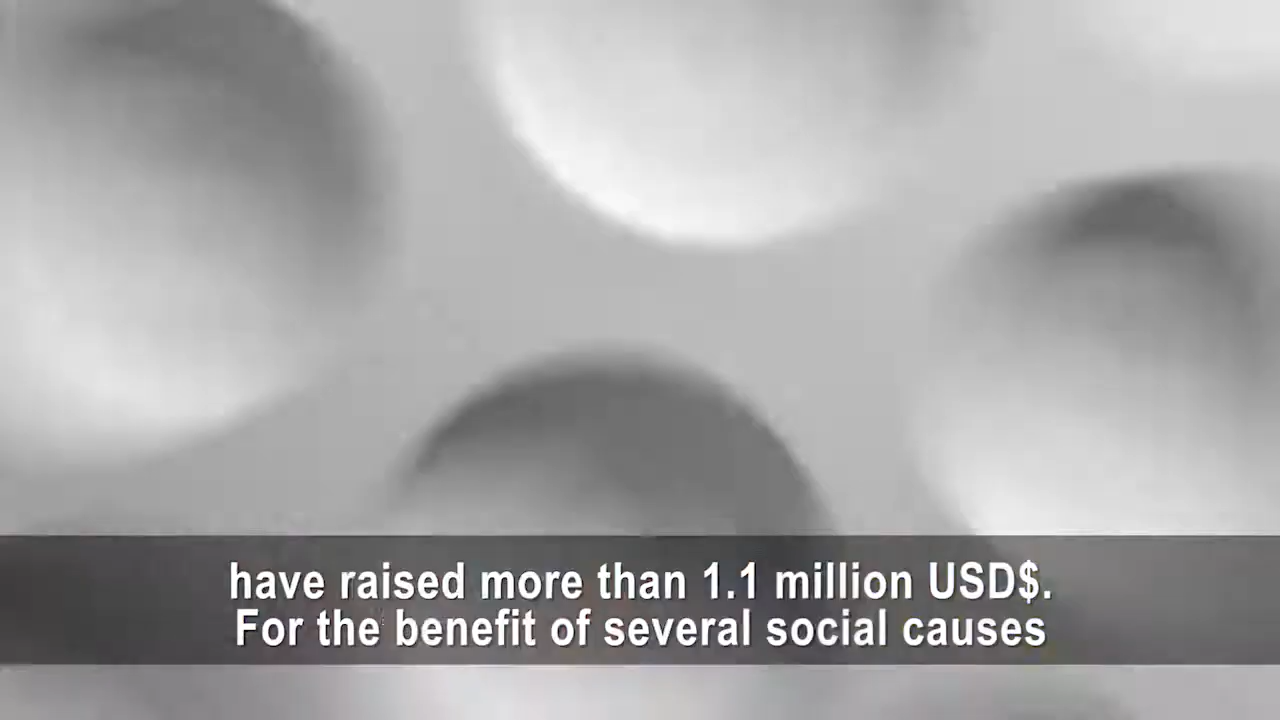 have raised more than 1.1 million USD$.
For the benefit of several social causes